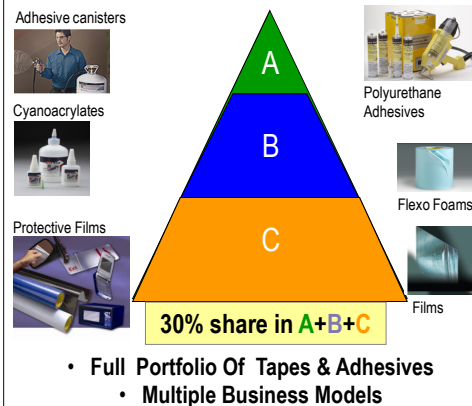 Adhesive canisters
Cyanoacrylates
Protective Films
A
B
C
Polyurethane
Adhesives
Flexo Foams
Films
30% share in A+B+C
• Full Portfolio Of Tapes & Adhesives
• Multiple Business Models